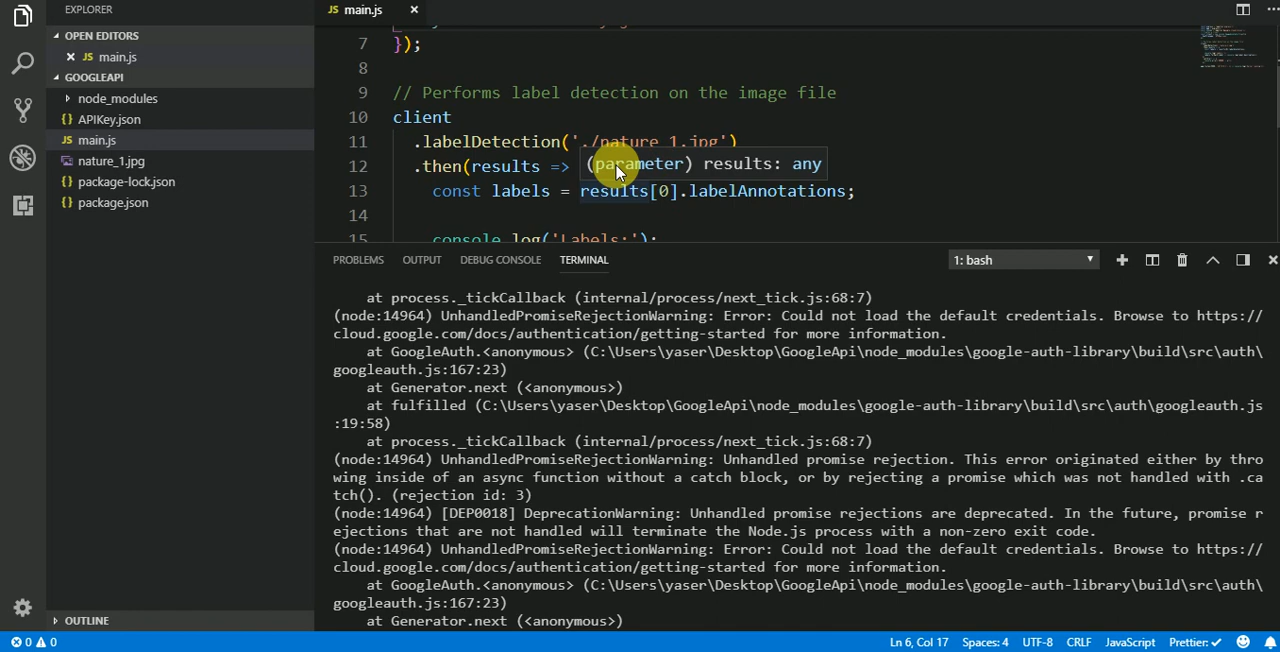 EXPLORER
OPEN EDITORS
JS main.js
GOOGLEAPI
node_modules
{} APIKey.json
JS main.js
nature_1.jpg
{} package-lock.json
{} package.json
OUTLINE
JS main.js
7 });
8
9 // Performs label detection on the image file
10 client
11 .labelDetection('./nature_1.jpg')
12 .then(results =>
(parameter) results: any
13 const labels = results[0].labelAnnotations;
14
15 console.log('Labels:');
PROBLEMS OUTPUT DEBUG CONSOLE TERMINAL 1: bash
at process._tickCallback (internal/process/next_tick.js:68:7)
(node:14964) UnhandledPromiseRejectionWarning: Error: Could not load the default credentials. Browse to https://
cloud.google.com/docs/authentication/getting-started for more information.
at GoogleAuth.<anonymous> (C:\Users\yaser\Desktop\GoogleApi\node_modules\google-auth-library\build\src\auth\
googleauth.js:167:23)
at Generator.next (<anonymous>)
at fulfilled (C:\Users\yaser\Desktop\GoogleApi\node_modules\google-auth-library\build\src\auth\googleauth.js
:19:58)
at process._tickCallback (internal/process/next_tick.js:68:7)
(node:14964) UnhandledPromiseRejectionWarning: Unhandled promise rejection. This error originated either by thro
wing inside of an async function without a catch block, or by rejecting a promise which was not handled with .ca
tch(). (rejection id: 3)
(node:14964) [DEP0018] DeprecationWarning: Unhandled promise rejections are deprecated. In the future, promise r
ejections that are not handled will terminate the Node.js process with a non-zero exit code.
(node:14964) UnhandledPromiseRejectionWarning: Error: Could not load the default credentials. Browse to https://
cloud.google.com/docs/authentication/getting-started for more information.
at GoogleAuth.<anonymous> (C:\Users\yaser\Desktop\GoogleApi\node_modules\google-auth-library\build\src\auth\
googleauth.js:167:23)
at Generator.next (<anonymous>)
0 0 Ln 6, Col 17 Spaces: 4 UTF-8 CRLF JavaScript Prettier: ✓